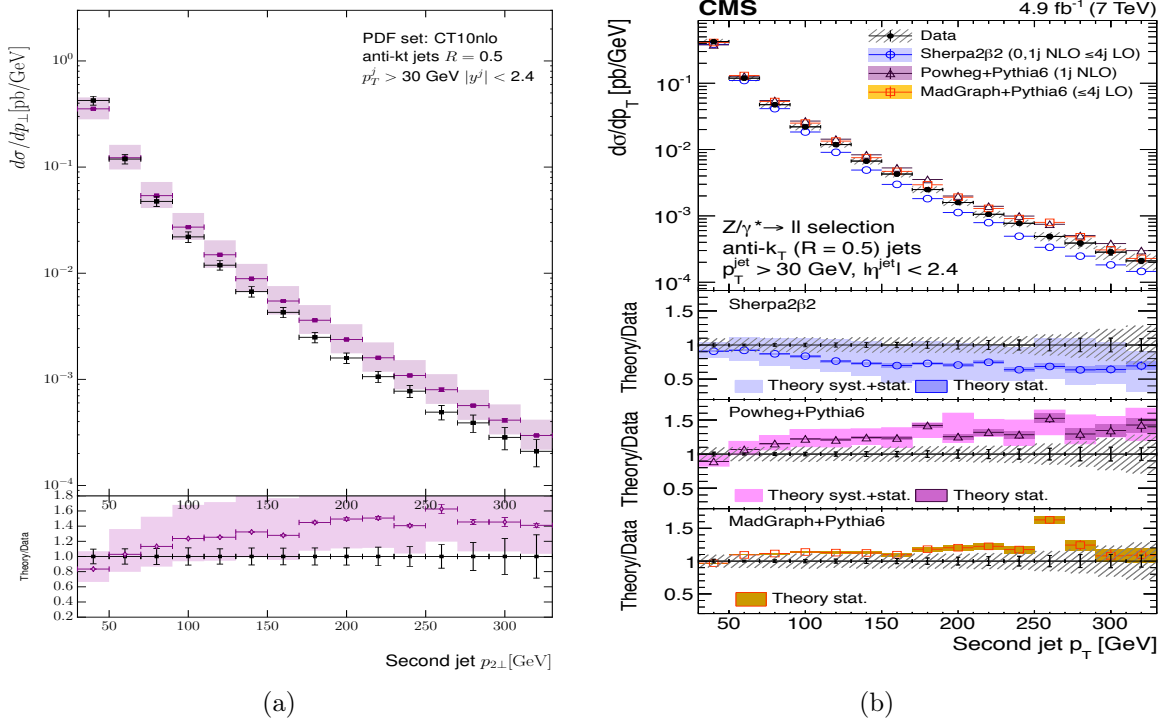 PDF set: CT10nlo
anti-kt jets R = 0.5
p_T^j > 30 GeV |y^j| < 2.4
dσ/dp⊥[pb/GeV]
10^0
10^−1
10^−2
10^−3
10^−4
50 100 150 200 250 300
Theory/Data
1.8
1.6
1.4
1.2
1.0
0.8
0.6
0.4
0.2
50 100 150 200 250 300
Second jet p_2⊥[GeV]
(a)
CMS 4.9 fb^-1 (7 TeV)
Data
Sherpa2β2 (0,1j NLO ≤4j LO)
Powheg+Pythia6 (1j NLO)
MadGraph+Pythia6 (≤4j LO)
dσ/dp_T [pb/GeV]
10^-1
10^-2
10^-3
10^-4
Z/γ*→ ll selection
anti-k_T (R = 0.5) jets
p_T^jet > 30 GeV, |η^jet| < 2.4
Sherpa2β2
Theory/Data
1.5
1
0.5
Theory syst.+stat. Theory stat.
Powheg+Pythia6
Theory/Data
1.5
1
0.5
Theory syst.+stat. Theory stat.
MadGraph+Pythia6
Theory/Data
1.5
1
0.5
Theory stat.
50 100 150 200 250 300
Second jet p_T [GeV]
(b)